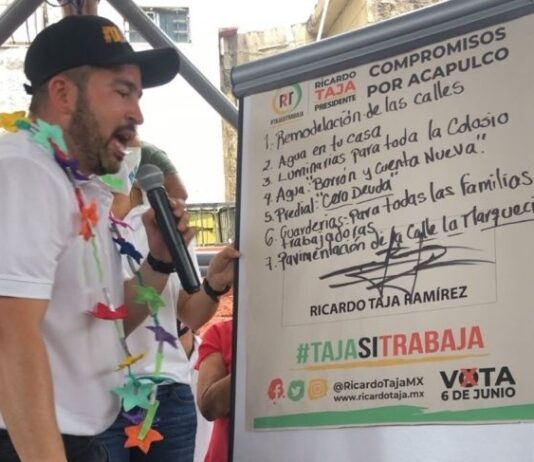 RT
#TAJASITRABAJA
RICARDO
TAJA
PRESIDENTE
COMPROMISOS
POR ACAPULCO
1. Remodelación de las calles
2. Agua en tu casa
3. Luminarias para toda la Colosio
4. Agua "Borrón y Cuenta Nueva".
5. Predial: "Cero Deuda"
6. Guarderías-Para todas las familias
trabajadoras
7. Pavimentación de la Calle la
RICARDO TAJA RAMÍREZ
#TAJASITRABAJA
@RicardoTajaMX
www.ricardotaja.mx
VOTA
6 DE JUNIO